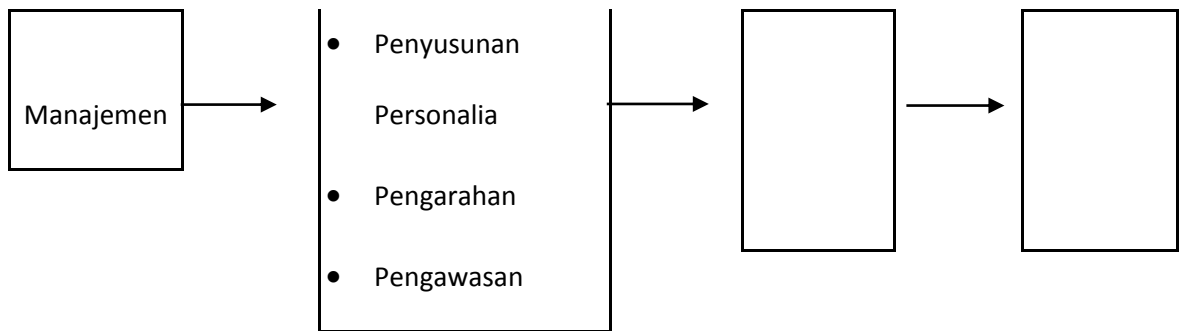 Manajemen
• Penyusunan
Personalia
• Pengarahan
• Pengawasan